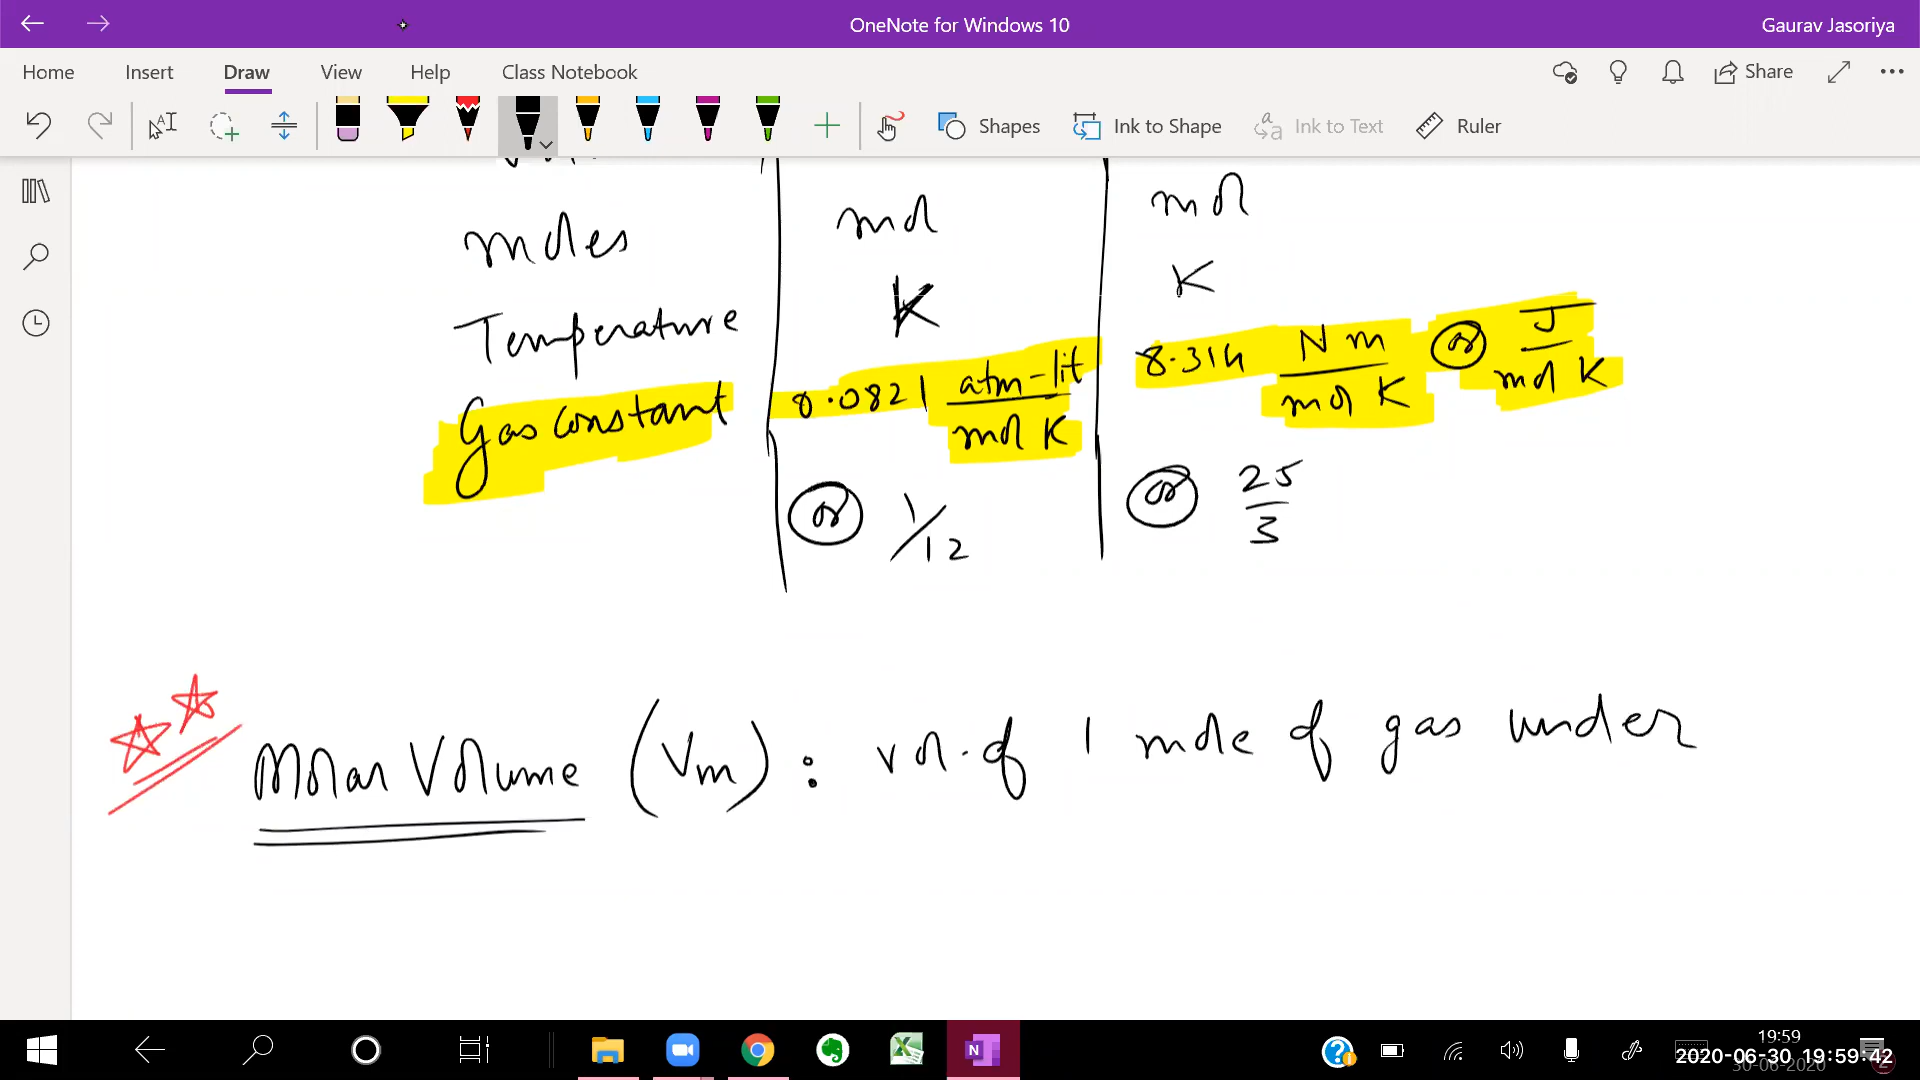 OneNote for Windows 10
Gaurav Jasoriya
Home Insert Draw View Help Class Notebook
Share
Shapes Ink to Shape Ink to Text Ruler
moles mol mol
Temperature K K
Gas constant 0.0821 atm-lit / mol K 8.314 N m / mol K or J / mol K
or 1/12 or 25/3
Molar Volume (Vm) : vol. of 1 mole of gas under
19:59
2020-06-30 19:59:42
30-06-2020